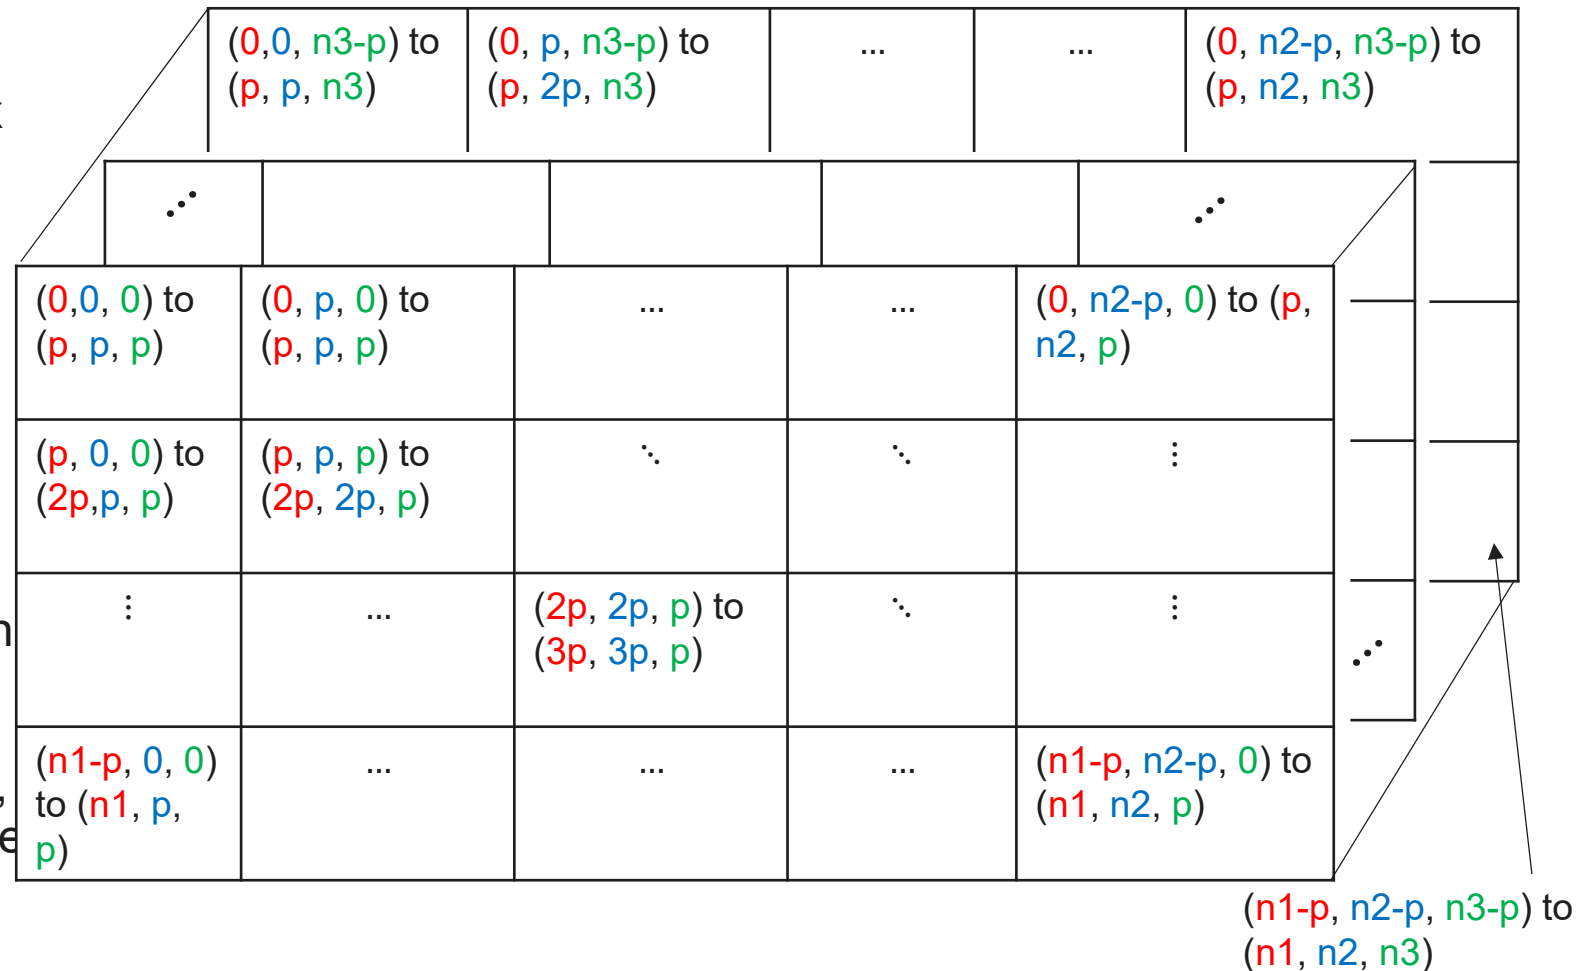 (0,0, n3-p) to
(p, p, n3)
(0, p, n3-p) to
(p, 2p, n3)
...
...
(0, n2-p, n3-p) to
(p, n2, n3)
(0,0, 0) to
(p, p, p)
(0, p, 0) to
(p, p, p)
...
...
(0, n2-p, 0) to (p,
n2, p)
(p, 0, 0) to
(2p,p, p)
(p, p, p) to
(2p, 2p, p)
⋱
⋱
⋮
⋮
...
(2p, 2p, p) to
(3p, 3p, p)
⋱
⋮
(n1-p, 0, 0)
to (n1, p,
p)
...
...
...
(n1-p, n2-p, 0) to
(n1, n2, p)
(n1-p, n2-p, n3-p) to
(n1, n2, n3)